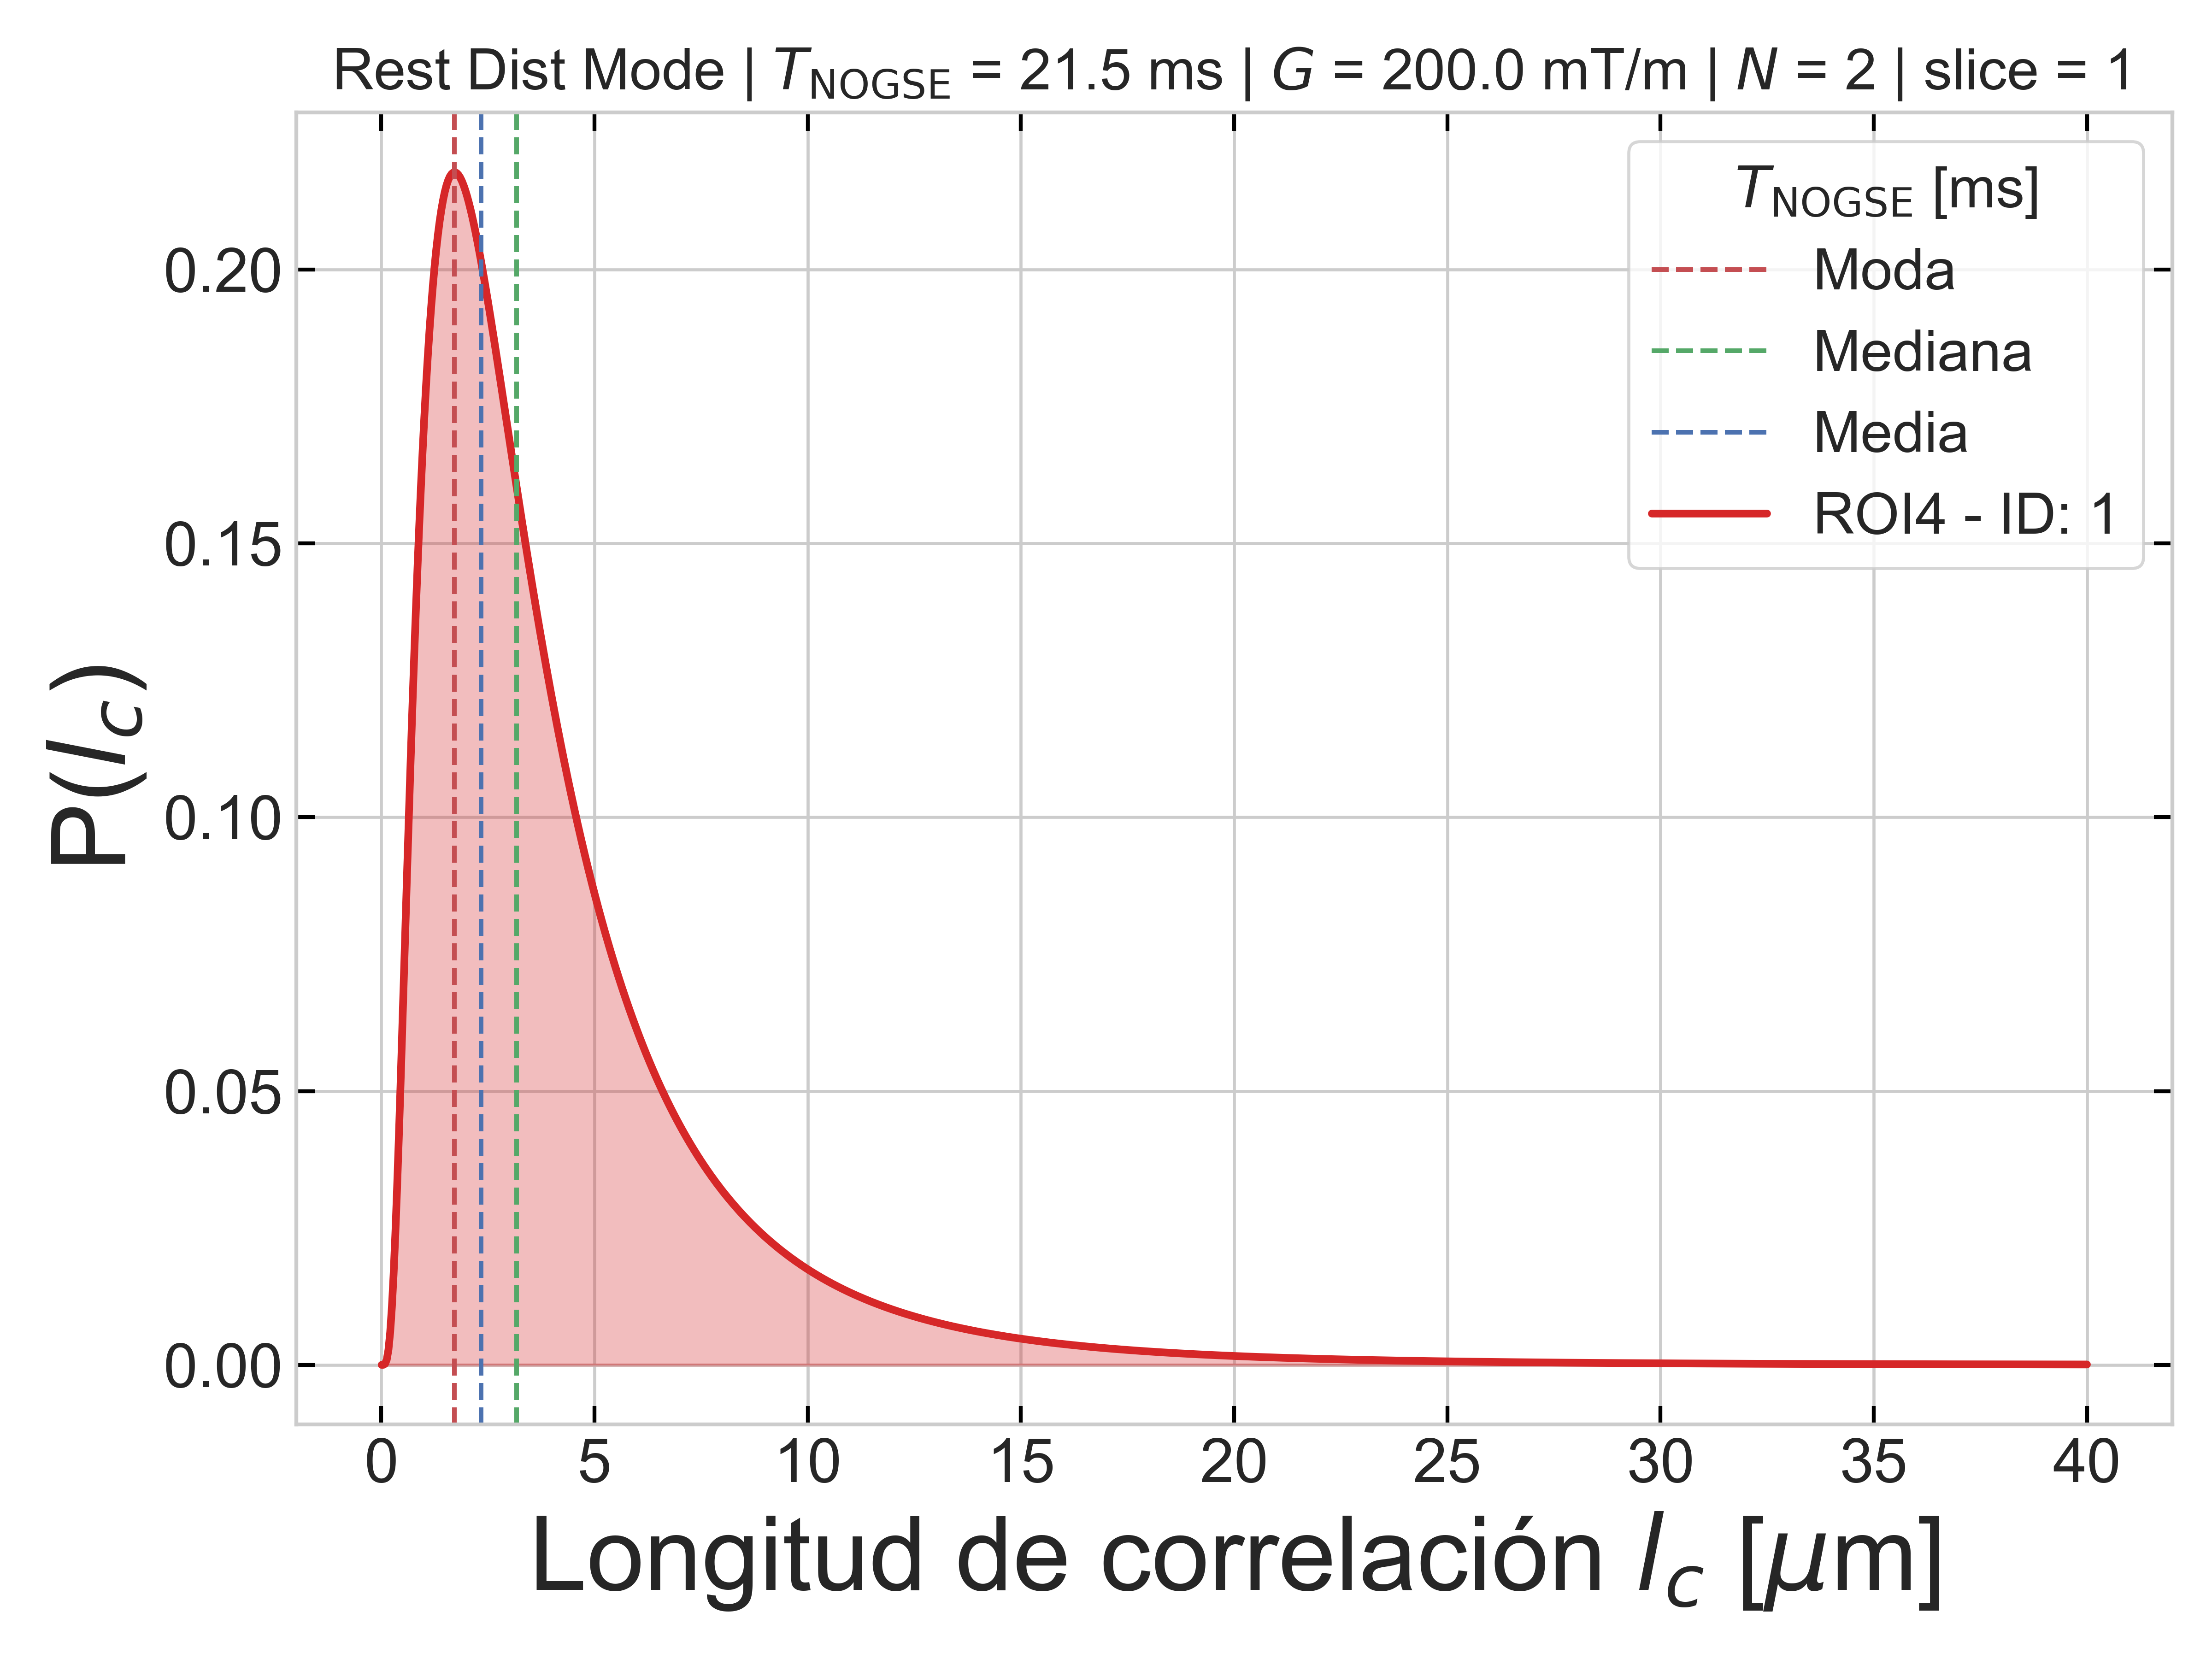 Rest Dist Mode | T_NOGSE = 21.5 ms | G = 200.0 mT/m | N = 2 | slice = 1
T_NOGSE [ms]
Moda
Mediana
Media
ROI4 - ID: 1
P(l_c)
0.20
0.15
0.10
0.05
0.00
0 5 10 15 20 25 30 35 40
Longitud de correlación l_c [μm]